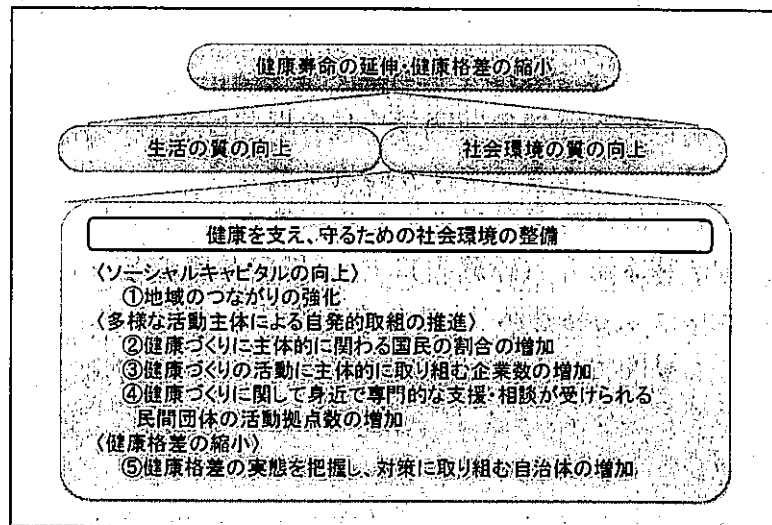 健康寿命の延伸・健康格差の縮小
生活の質の向上
社会環境の質の向上
健康を支え、守るための社会環境の整備
〈ソーシャルキャピタルの向上〉
①地域のつながりの強化
〈多様な活動主体による自発的取組の推進〉
②健康づくりに主体的に関わる国民の割合の増加
③健康づくりの活動に主体的に取り組む企業数の増加
④健康づくりに関して身近で専門的な支援・相談が受けられる
民間団体の活動拠点数の増加
〈健康格差の縮小〉
⑤健康格差の実態を把握し、対策に取り組む自治体の増加